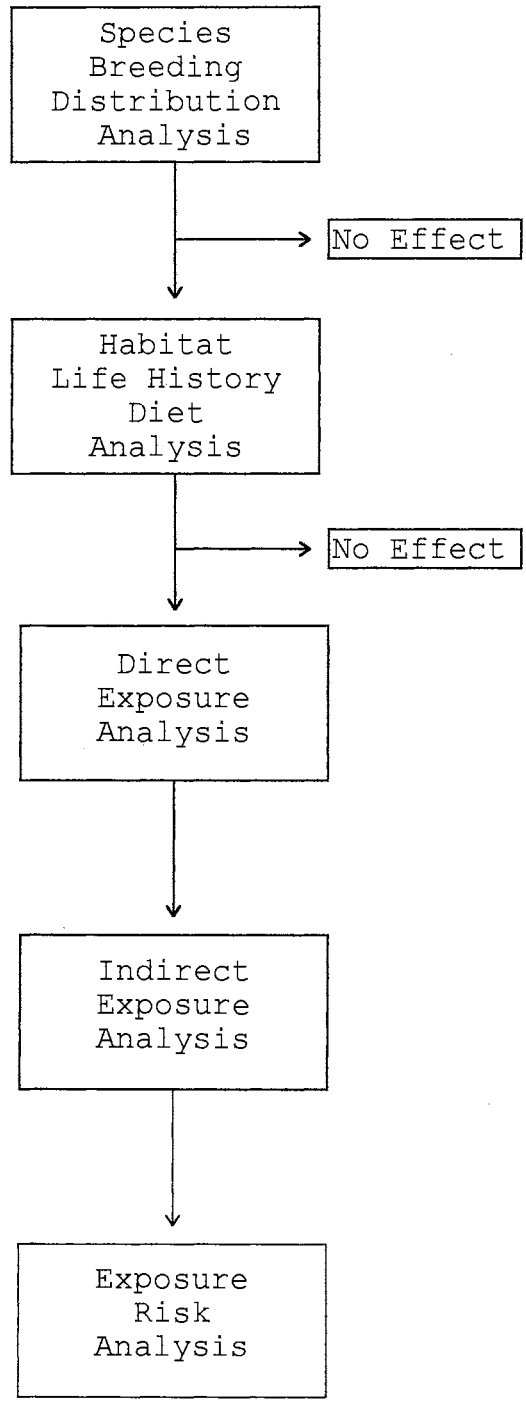 Species
Breeding
Distribution
Analysis
No Effect
Habitat
Life History
Diet
Analysis
No Effect
Direct
Exposure
Analysis
Indirect
Exposure
Analysis
Exposure
Risk
Analysis